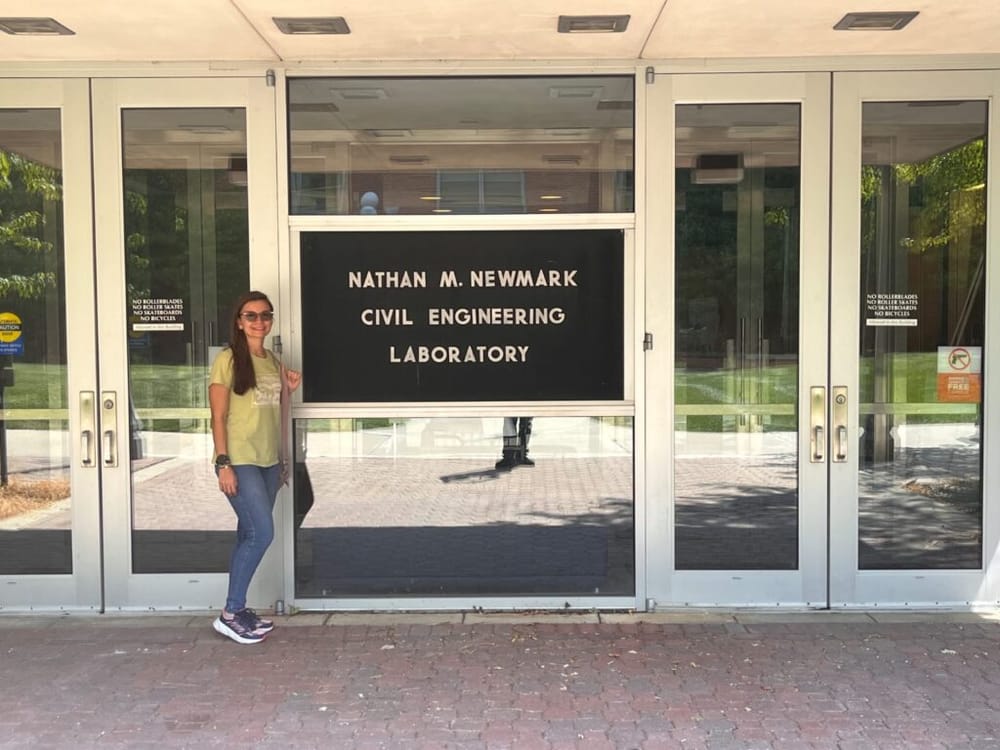 NATHAN M. NEWMARK
CIVIL ENGINEERING
LABORATORY
NO ROLLERBLADES
NO ROLLER SKATES
NO SKATEBOARDS
NO BICYCLES
NO ROLLERBLADES
NO ROLLER SKATES
NO SKATEBOARDS
NO BICYCLES
CAUTION
FREE